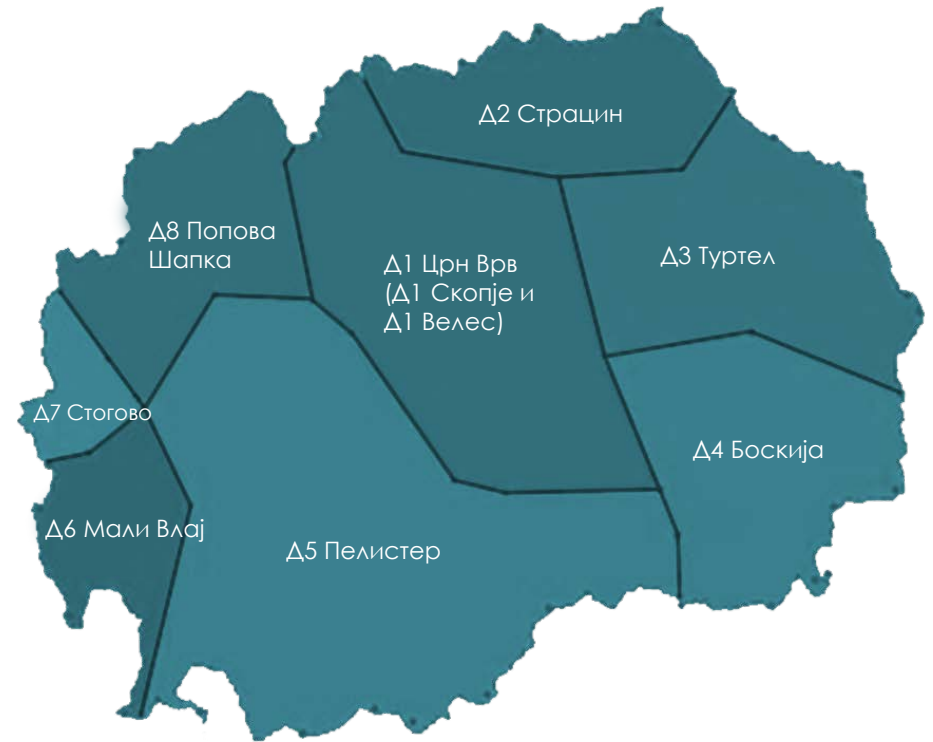 Д2 Страцин
Д8 Попова
Шапка
Д1 Црн Врв
(Д1 Скопје и
Д1 Велес)
Д3 Туртел
Д7 Стогово
Д4 Боскија
Д6 Мали Влај
Д5 Пелистер